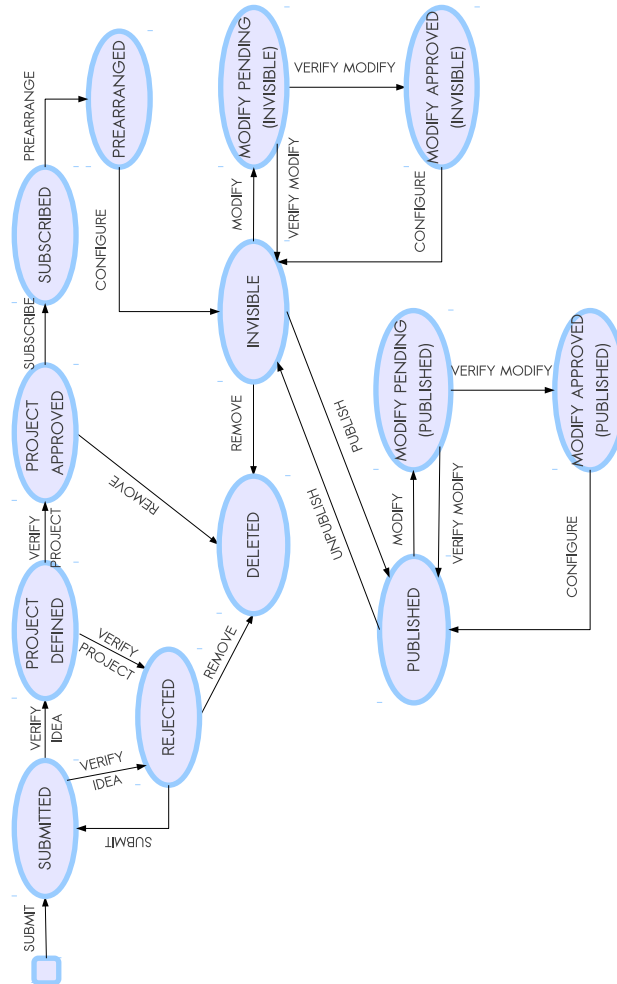 SUBMIT
SUBMITTED
VERIFY
IDEA
PROJECT
DEFINED
VERIFY
PROJECT
PROJECT
APPROVED
SUBSCRIBE
SUBSCRIBED
PREARRANGE
PREARRANGED
VERIFY
IDEA
SUBMIT
REJECTED
VERIFY
PROJECT
REMOVE
REMOVE
DELETED
REMOVE
CONFIGURE
INVISIBLE
MODIFY
VERIFY MODIFY
MODIFY PENDING
(INVISIBLE)
VERIFY MODIFY
MODIFY APPROVED
(INVISIBLE)
CONFIGURE
PUBLISH
UNPUBLISH
PUBLISHED
MODIFY
VERIFY MODIFY
MODIFY PENDING
(PUBLISHED)
VERIFY MODIFY
MODIFY APPROVED
(PUBLISHED)
CONFIGURE